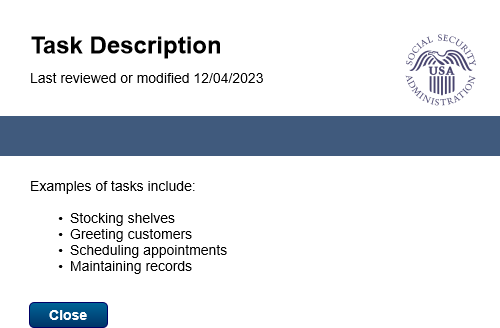 Task Description
Last reviewed or modified 12/04/2023
SOCIAL SECURITY
USA
ADMINISTRATION
Examples of tasks include:
• Stocking shelves
• Greeting customers
• Scheduling appointments
• Maintaining records
Close